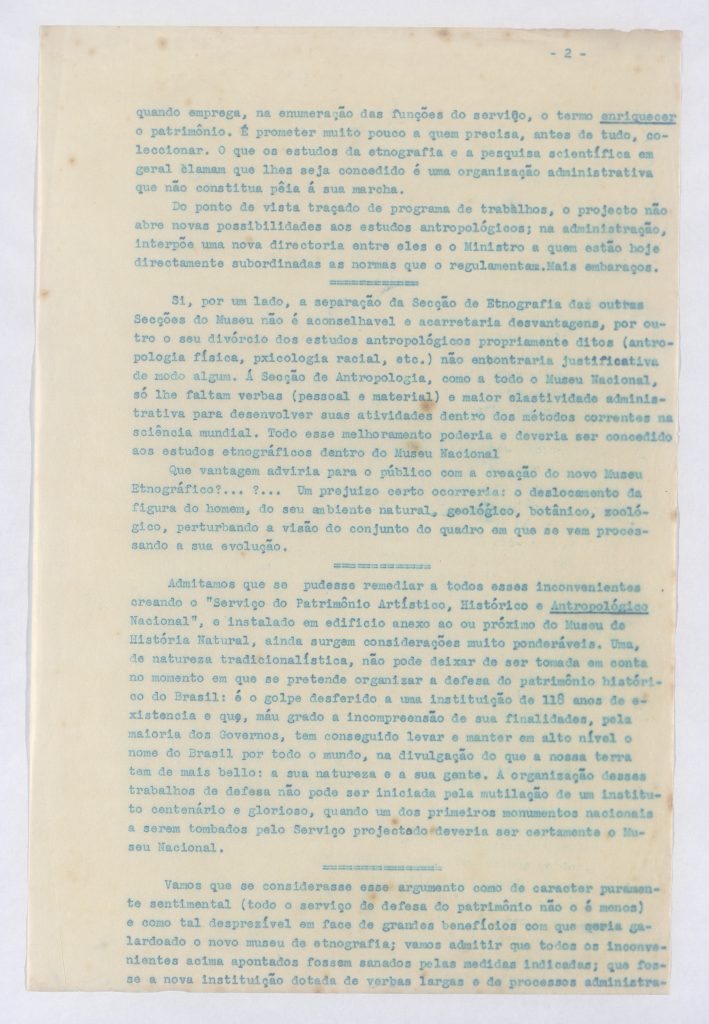 - 2 -
quando emprega, na enumeração das funções do serviço, o termo enriquecer
o patrimônio. É prometer muito pouco a quem precisa, antes de tudo, co-
leccionar. O que os estudos da etnografia e a pesquisa scientífica em
geral clamam que lhes seja concedido é uma organização administrativa
que não constitua pêia á sua marcha.
Do ponto de vista traçado de programa de trabalhos, o projecto não
abre novas possibilidades aos estudos antropológicos; na administração,
interpõe uma nova directoria entre eles e o Ministro a quem estão hoje
directamente subordinadas as normas que o regulamentam.Mais embaraços.
===============
Si, por um lado, a separação da Secção de Etnografia das outras
Secções do Museu não é aconselhavel e acarretaria desvantagens, por ou-
tro o seu divórcio dos estudos antropológicos propriamente ditos (antro-
pologia física, pxicologia racial, etc.) não encontraria justificativa
de modo algum. Á Secção de Antropologia, como a todo o Museu Nacional,
só lhe faltam verbas (pessoal e material) e maior elastividade adminis-
trativa para desenvolver suas atividades dentro dos métodos correntes na
sciência mundial. Todo esse melhoramento poderia e deveria ser concedido
aos estudos etnográficos dentro do Museu Nacional
Que vantagem adviria para o público com a creação do novo Museu
Etnográfico?... ?... Um prejuizo certo ocorreria: o deslocamento da
figura do homem, do seu ambiente natural, geológico, botânico, zooló-
gico, perturbando a visão do conjunto do quadro em que se vem proces-
sando a sua evolução.
================
Admitamos que se pudesse remediar a todos esses inconvenientes
creando o "Serviço do Patrimônio Artístico, Histórico e Antropológico
Nacional", e instalado em edificio anexo ao ou próximo do Museu de
História Natural, ainda surgem considerações muito ponderáveis. Uma,
de natureza tradicionalística, não pode deixar de ser tomada em conta
no momento em que se pretende organizar a defesa do patrimônio históri-
co do Brasil: é o golpe desferido a uma instituição de 118 anos de e-
xistencia e que, máu grado a incompreensão de sua finalidades, pela
maioria dos Governos, tem conseguido levar e manter em alto nível o
nome do Brasil por todo o mundo, na divulgação do que a nossa terra
tem de mais bello: a sua natureza e a sua gente. A organização desses
trabalhos de defesa não pode ser iniciada pela mutilação de um institu-
to centenário e glorioso, quando um dos primeiros monumentos nacionais
a serem tombados pelo Serviço projectado deveria ser certamente o Mu-
seu Nacional.
====================
Vamos que se considerasse esse argumento como de caracter puramen-
te sentimental (todo o serviço de defesa do patrimônio não o é menos)
e como tal desprezível em face de grandes benefícios com que seria ga-
lardoado o novo museu de etnografia; vamos admitir que todos os inconve-
nientes acima apontados fossem sanados pelas medidas indicadas; que fos-
se a nova instituição dotada de verbas largas e de processos administra-